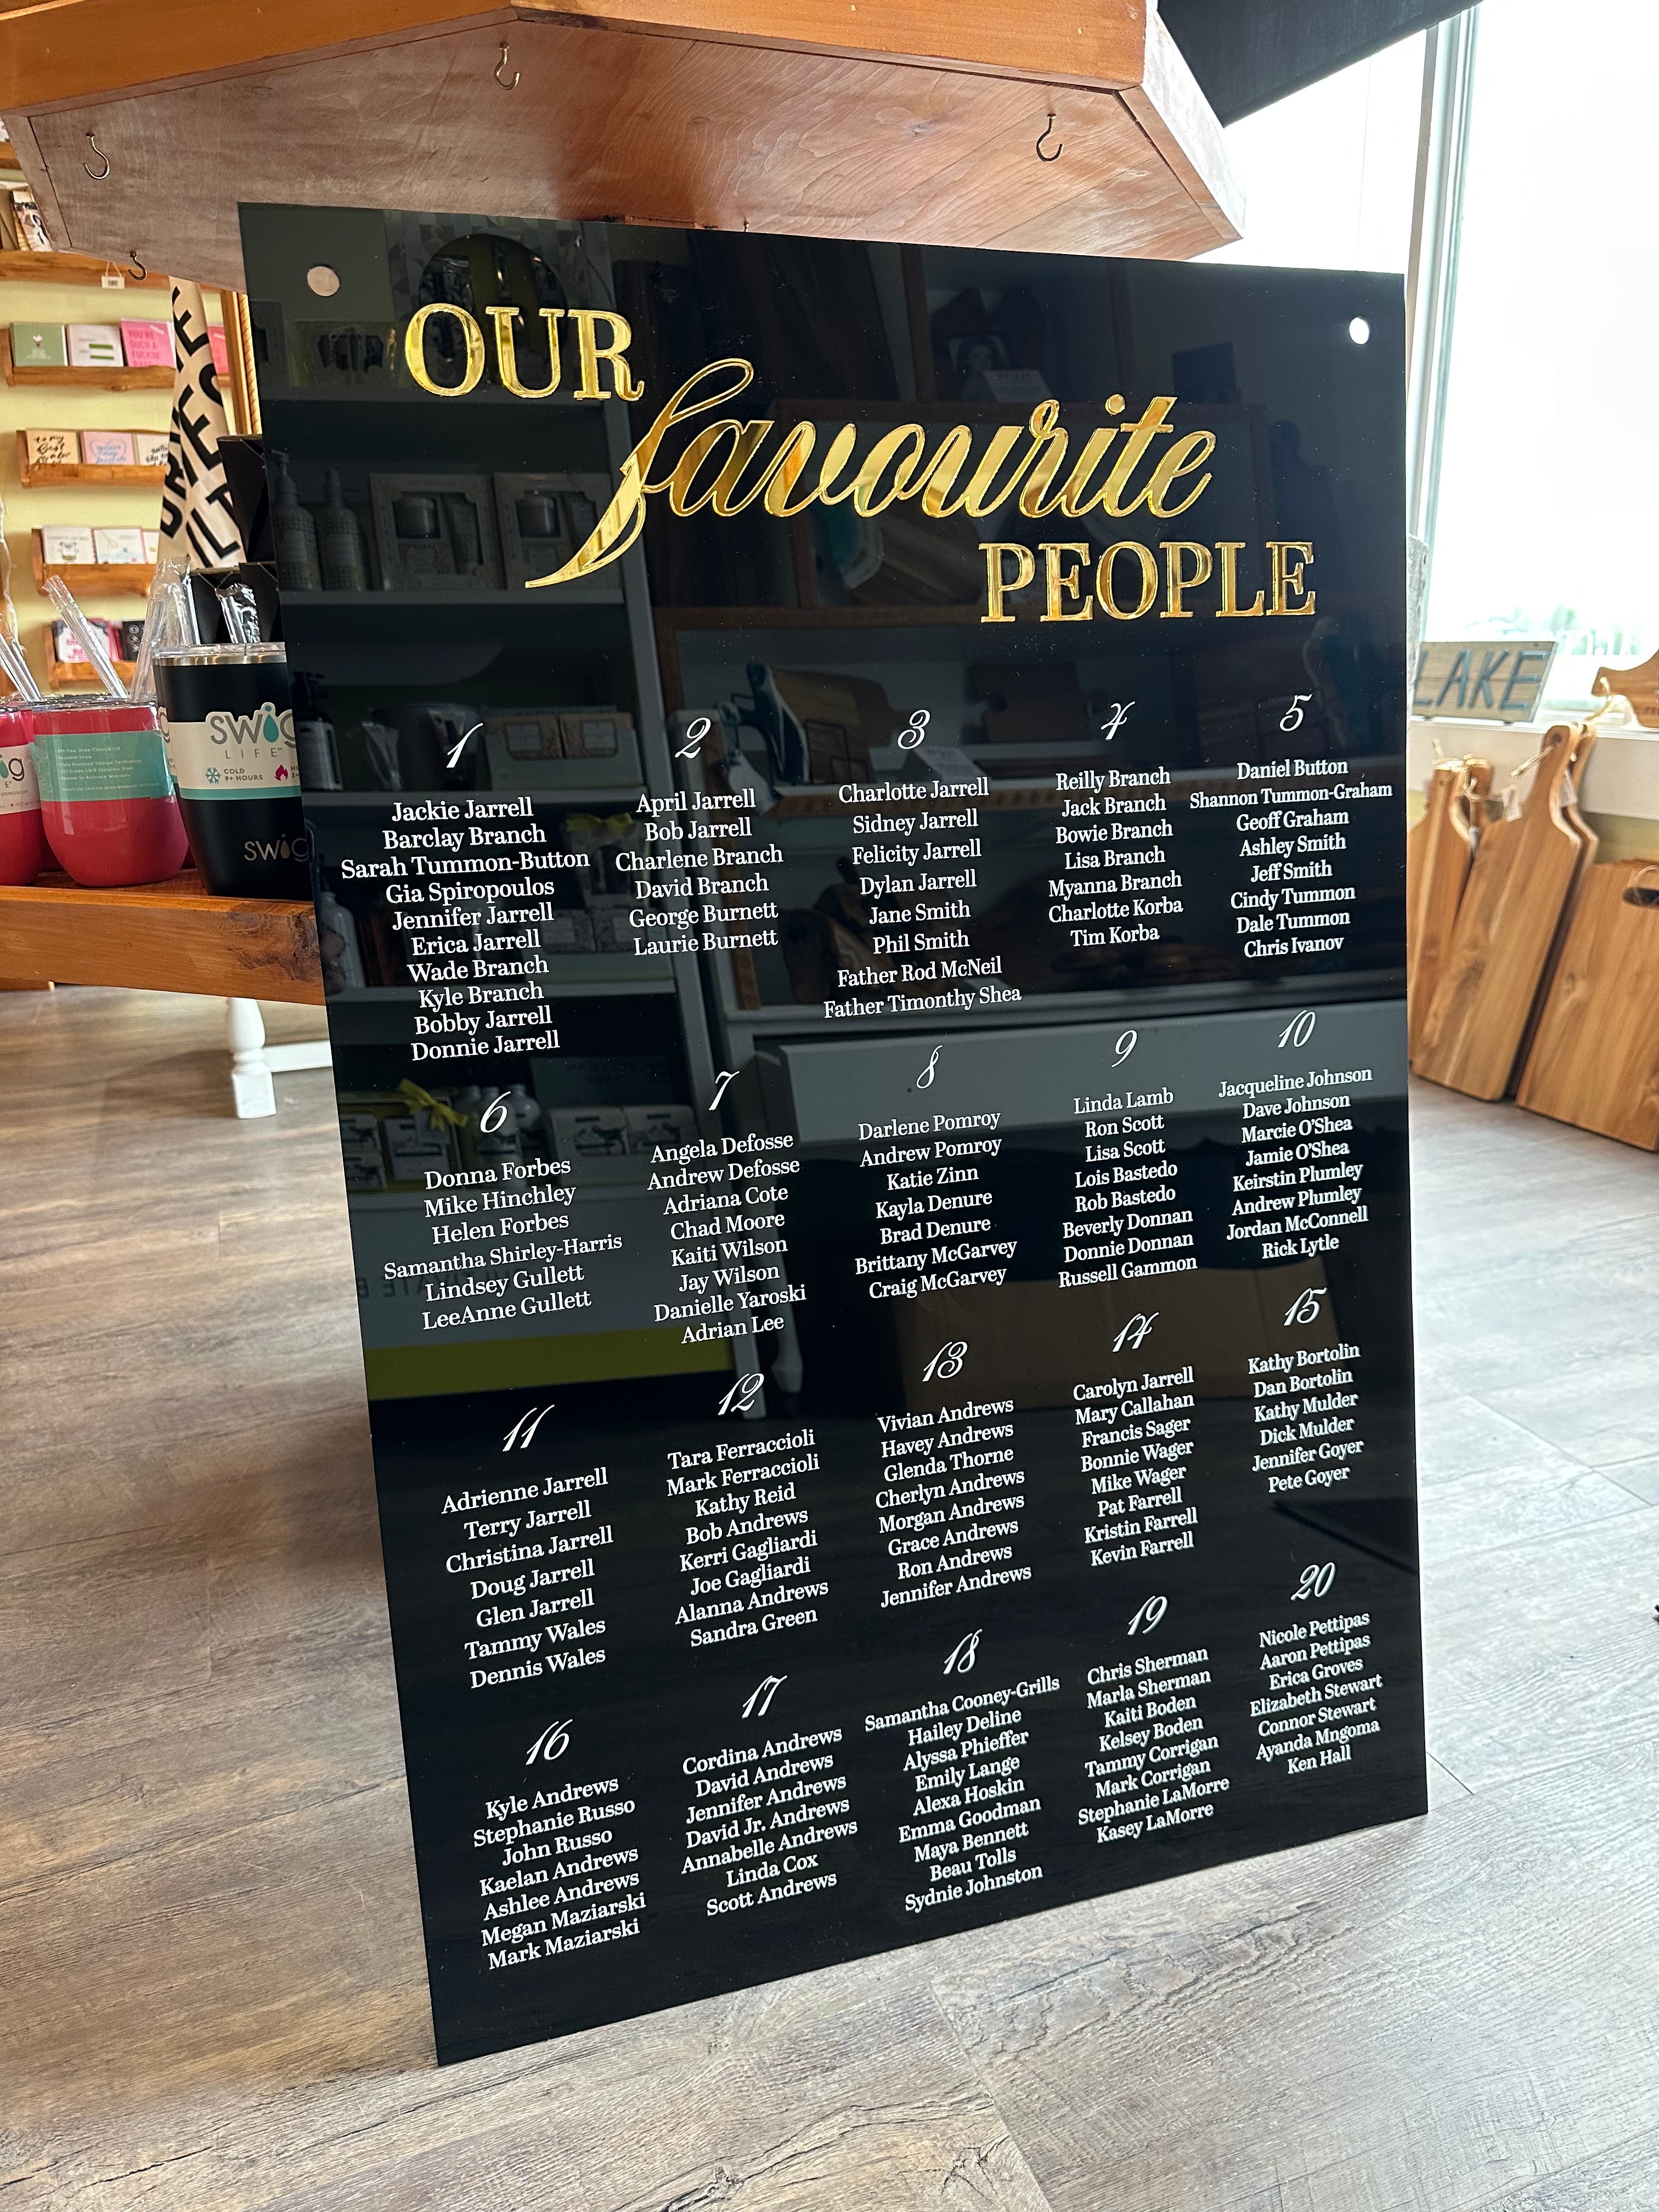 OUR
favourite
PEOPLE
1
Jackie Jarrell
Barclay Branch
Sarah Tummon-Button
Gia Spiropoulos
Jennifer Jarrell
Erica Jarrell
Wade Branch
Kyle Branch
Bobby Jarrell
Donnie Jarrell
2
April Jarrell
Bob Jarrell
Charlene Branch
David Branch
George Burnett
Laurie Burnett
3
Charlotte Jarrell
Sidney Jarrell
Felicity Jarrell
Dylan Jarrell
Jane Smith
Phil Smith
Father Rod McNeil
Father Timonthy Shea
4
Reilly Branch
Jack Branch
Bowie Branch
Lisa Branch
Myanna Branch
Charlotte Korba
Tim Korba
5
Daniel Button
Shannon Tummon-Graham
Geoff Graham
Ashley Smith
Jeff Smith
Cindy Tummon
Dale Tummon
Chris Ivanov
6
Donna Forbes
Mike Hinchley
Helen Forbes
Samantha Shirley-Harris
Lindsey Gullett
LeeAnne Gullett
7
Angela Defosse
Andrew Defosse
Adriana Cote
Chad Moore
Kaiti Wilson
Jay Wilson
Danielle Yaroski
Adrian Lee
8
Darlene Pomroy
Andrew Pomroy
Katie Zinn
Kayla Denure
Brad Denure
Brittany McGarvey
Craig McGarvey
9
Linda Lamb
Ron Scott
Lisa Scott
Lois Bastedo
Rob Bastedo
Beverly Donnan
Donnie Donnan
Russell Gammon
10
Jacqueline Johnson
Dave Johnson
Marcie O'Shea
Jamie O'Shea
Keirstin Plumley
Andrew Plumley
Jordan McConnell
Rick Lytle
11
Adrienne Jarrell
Terry Jarrell
Christina Jarrell
Doug Jarrell
Glen Jarrell
Tammy Wales
Dennis Wales
12
Tara Ferraccioli
Mark Ferraccioli
Kathy Reid
Bob Andrews
Kerri Gagliardi
Joe Gagliardi
Alanna Andrews
Sandra Green
13
Vivian Andrews
Havey Andrews
Glenda Thorne
Cherlyn Andrews
Morgan Andrews
Grace Andrews
Ron Andrews
Jennifer Andrews
14
Carolyn Jarrell
Mary Callahan
Francis Sager
Bonnie Wager
Mike Wager
Pat Farrell
Kristin Farrell
Kevin Farrell
15
Kathy Bortolin
Dan Bortolin
Kathy Mulder
Dick Mulder
Jennifer Goyer
Pete Goyer
16
Kyle Andrews
Stephanie Russo
John Russo
Kaelan Andrews
Ashlee Andrews
Megan Maziarski
Mark Maziarski
17
Cordina Andrews
David Andrews
Jennifer Andrews
David Jr. Andrews
Annabelle Andrews
Linda Cox
Scott Andrews
18
Samantha Cooney-Grills
Hailey Deline
Alyssa Phieffer
Emily Lange
Alexa Hoskin
Emma Goodman
Maya Bennett
Beau Tolls
Sydnie Johnston
19
Chris Sherman
Marla Sherman
Kaiti Boden
Kelsey Boden
Tammy Corrigan
Mark Corrigan
Stephanie LaMorre
Kasey LaMorre
20
Nicole Pettipas
Aaron Pettipas
Erica Groves
Elizabeth Stewart
Connor Stewart
Ayanda Mngoma
Ken Hall
swig
LIFE
COLD
9+ HOURS
swig
LAKE
YOU'RE
SUCH A